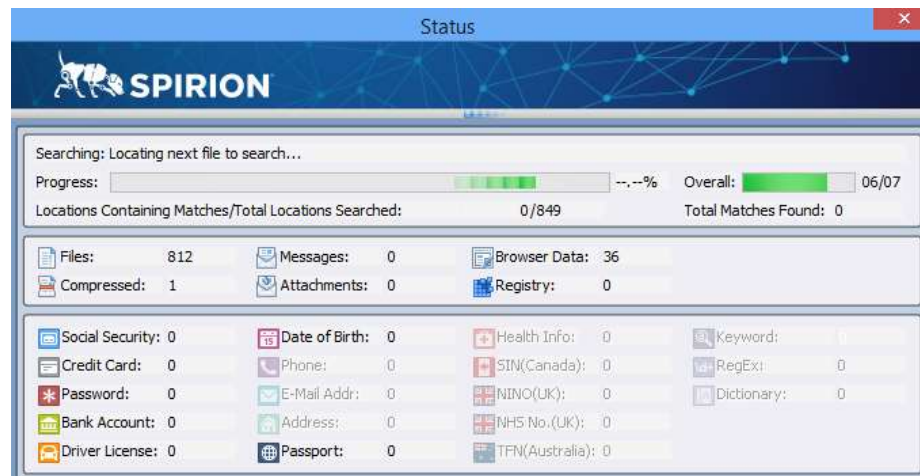 Status
SPIRION
Searching: Locating next file to search...
Progress: --.--% Overall: 06/07
Locations Containing Matches/Total Locations Searched: 0/849 Total Matches Found: 0
Files: 812 Messages: 0 Browser Data: 36
Compressed: 1 Attachments: 0 Registry: 0
Social Security: 0 Date of Birth: 0 Health Info: 0 Keyword:
Credit Card: 0 Phone: 0 SIN(Canada): 0 RegEx: 0
Password: 0 E-Mail Addr: 0 NINO(UK): 0 Dictionary: 0
Bank Account: 0 Address: 0 NHS No.(UK): 0
Driver License: 0 Passport: 0 TFN(Australia): 0